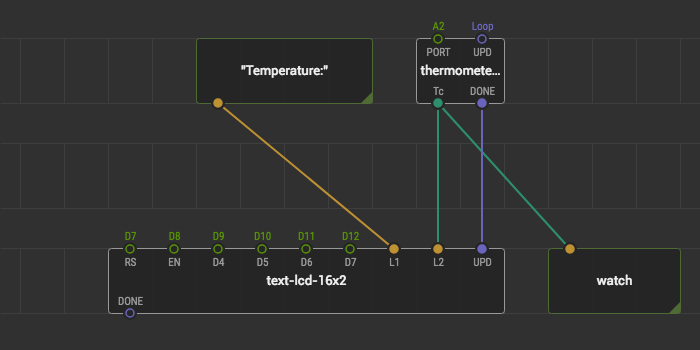 A2 Loop
PORT UPD
"Temperature:"
thermomete...
Tc DONE
D7 D8 D9 D10 D11 D12
RS EN D4 D5 D6 D7 L1 L2 UPD
text-lcd-16x2
watch
DONE